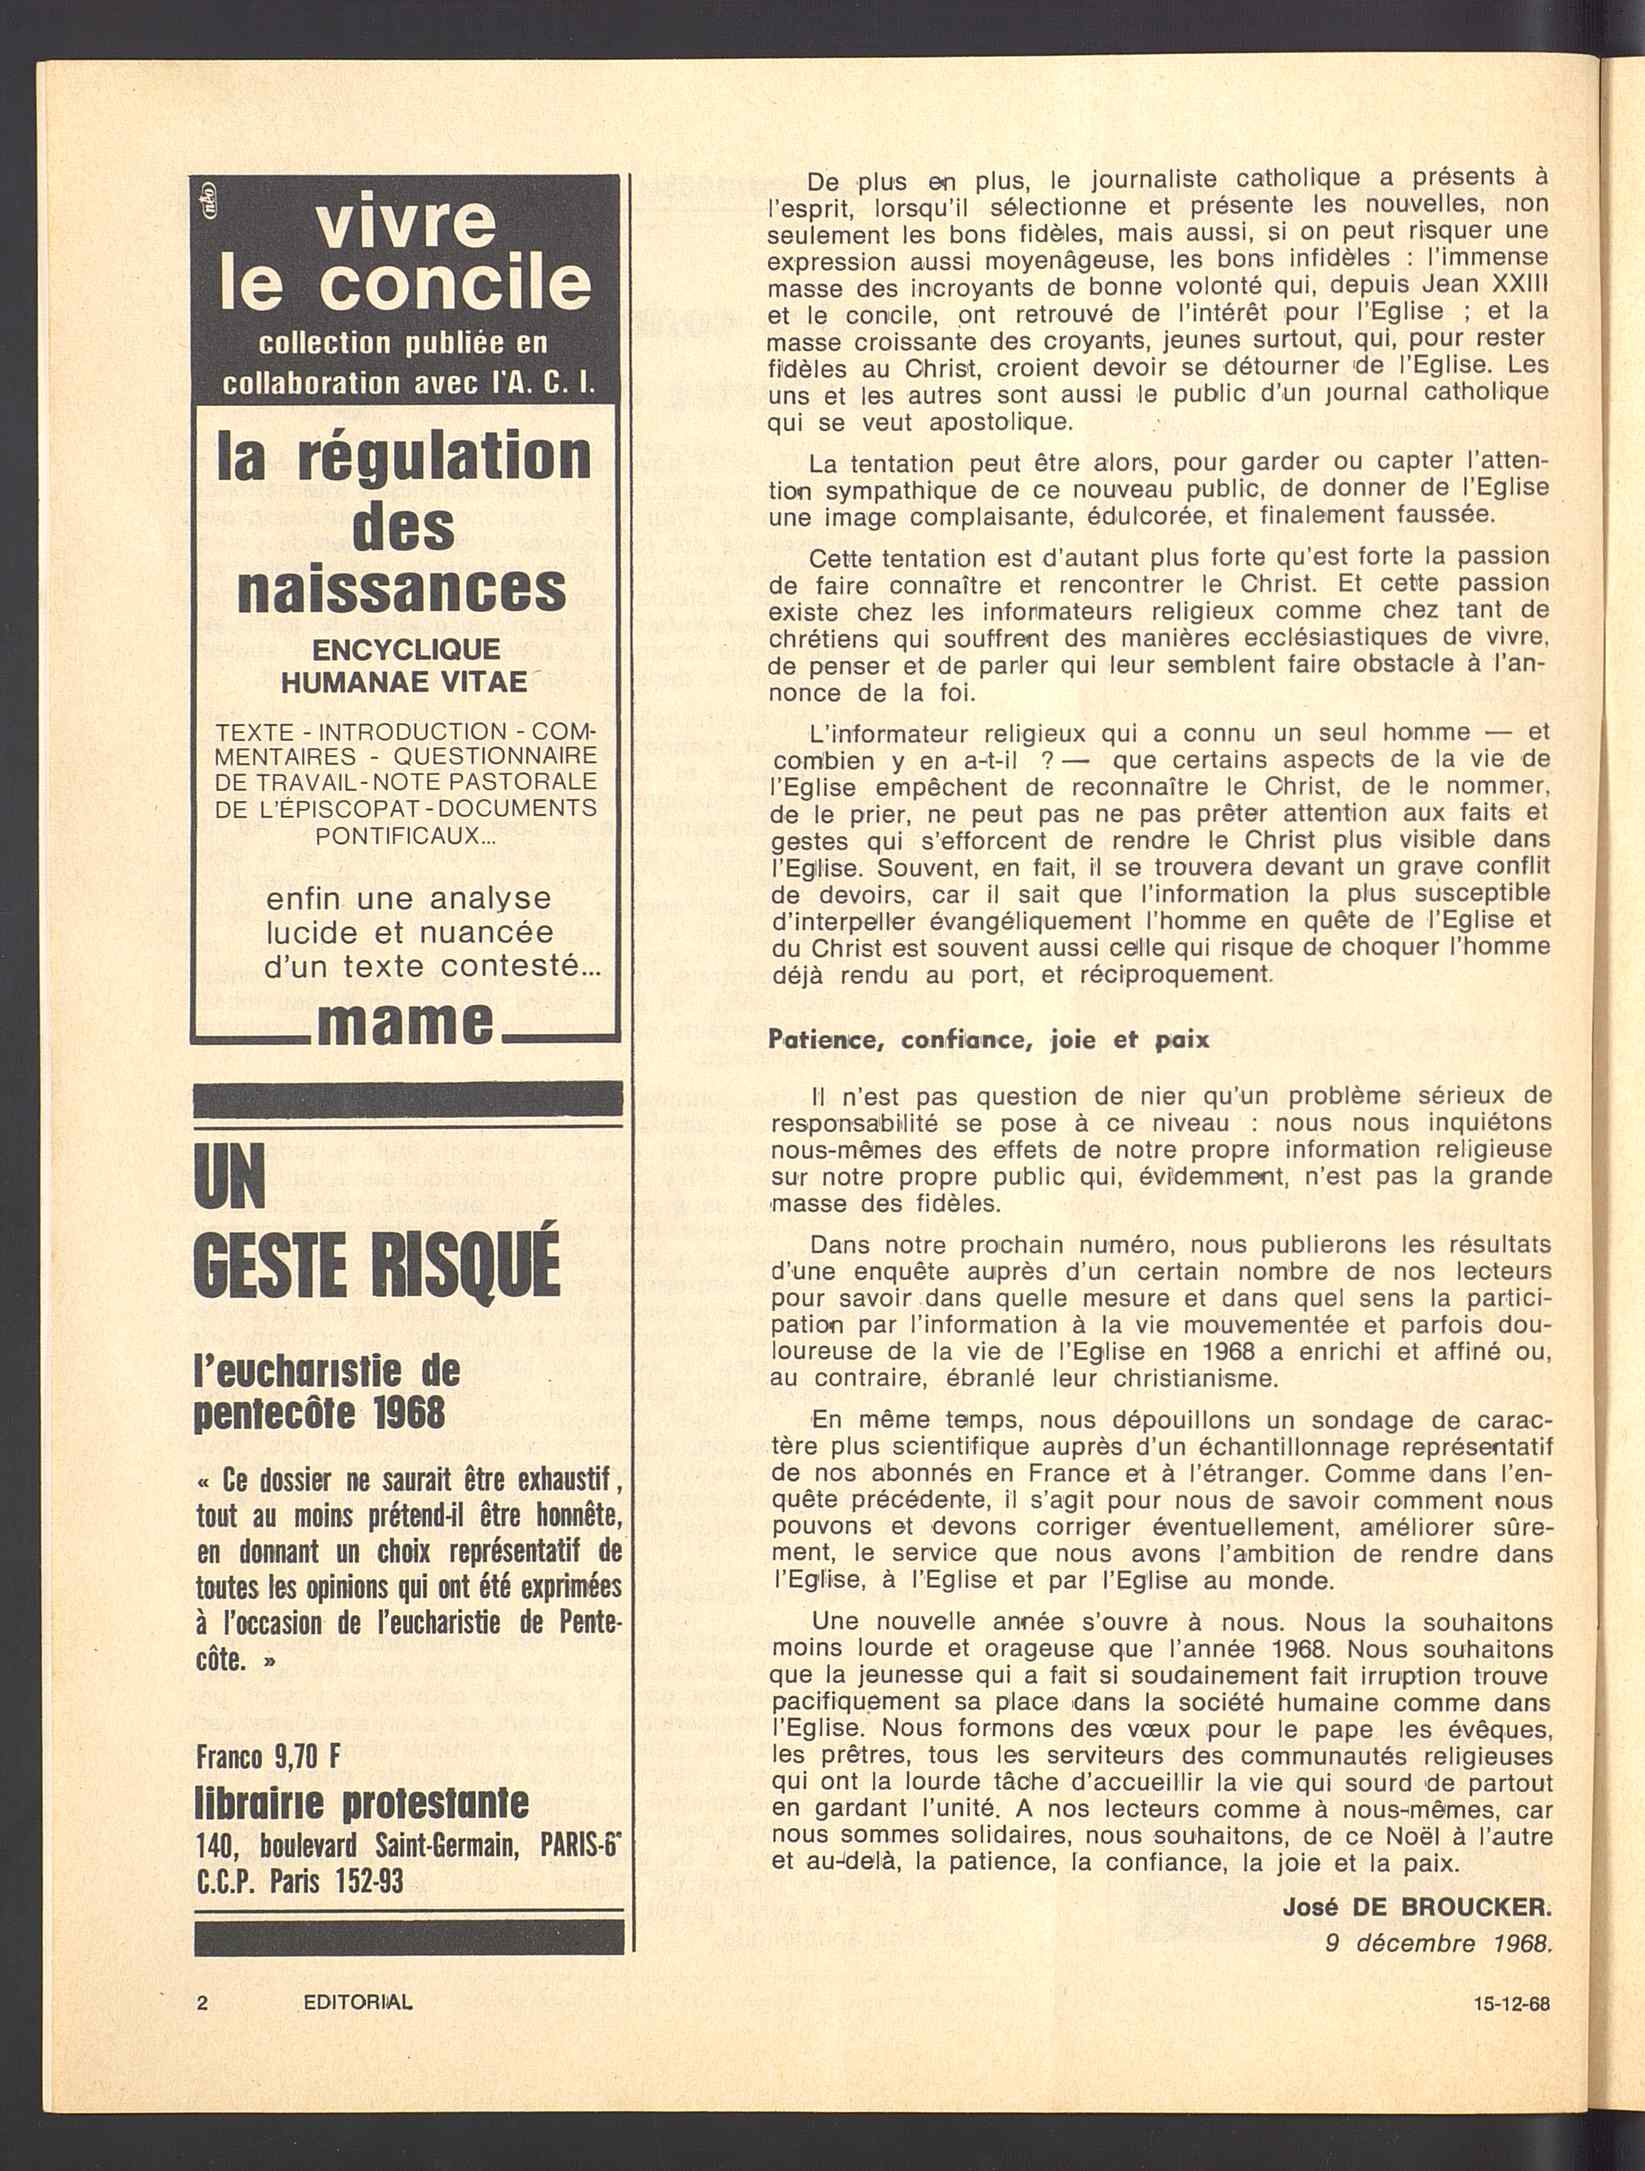 néo
vivre
le concile
collection publiée en
collaboration avec l'A. C. I.
la régulation
des
naissances
ENCYCLIQUE
HUMANAE VITAE
TEXTE - INTRODUCTION - COM-
MENTAIRES - QUESTIONNAIRE
DE TRAVAIL - NOTE PASTORALE
DE L'ÉPISCOPAT - DOCUMENTS
PONTIFICAUX...
enfin une analyse
lucide et nuancée
d'un texte contesté...
mame
UN
GESTE RISQUÉ
l'eucharistie de
pentecôte 1968
« Ce dossier ne saurait être exhaustif,
tout au moins prétend-il être honnête,
en donnant un choix représentatif de
toutes les opinions qui ont été exprimées
à l'occasion de l'eucharistie de Pente-
côte. »
Franco 9,70 F
librairie protestante
140, boulevard Saint-Germain, PARIS-6e
C.C.P. Paris 152-93
De plus en plus, le journaliste catholique a présents à
l'esprit, lorsqu'il sélectionne et présente les nouvelles, non
seulement les bons fidèles, mais aussi, si on peut risquer une
expression aussi moyenâgeuse, les bons infidèles : l'immense
masse des incroyants de bonne volonté qui, depuis Jean XXIII
et le concile, ont retrouvé de l'intérêt pour l'Eglise ; et la
masse croissante des croyants, jeunes surtout, qui, pour rester
fidèles au Christ, croient devoir se détourner de l'Eglise. Les
uns et les autres sont aussi le public d'un journal catholique
qui se veut apostolique.
La tentation peut être alors, pour garder ou capter l'atten-
tion sympathique de ce nouveau public, de donner de l'Eglise
une image complaisante, édulcorée, et finalement faussée.
Cette tentation est d'autant plus forte qu'est forte la passion
de faire connaître et rencontrer le Christ. Et cette passion
existe chez les informateurs religieux comme chez tant de
chrétiens qui souffrent des manières ecclésiastiques de vivre,
de penser et de parler qui leur semblent faire obstacle à l'an-
nonce de la foi.
L'informateur religieux qui a connu un seul homme — et
combien y en a-t-il ? — que certains aspects de la vie de
l'Eglise empêchent de reconnaître le Christ, de le nommer,
de le prier, ne peut pas ne pas prêter attention aux faits et
gestes qui s'efforcent de rendre le Christ plus visible dans
l'Eglise. Souvent, en fait, il se trouvera devant un grave conflit
de devoirs, car il sait que l'information la plus susceptible
d'interpeller évangéliquement l'homme en quête de l'Eglise et
du Christ est souvent aussi celle qui risque de choquer l'homme
déjà rendu au port, et réciproquement.
Patience, confiance, joie et paix
Il n'est pas question de nier qu'un problème sérieux de
responsabilité se pose à ce niveau : nous nous inquiétons
nous-mêmes des effets de notre propre information religieuse
sur notre propre public qui, évidemment, n'est pas la grande
masse des fidèles.
Dans notre prochain numéro, nous publierons les résultats
d'une enquête auprès d'un certain nombre de nos lecteurs
pour savoir dans quelle mesure et dans quel sens la partici-
pation par l'information à la vie mouvementée et parfois dou-
loureuse de la vie de l'Eglise en 1968 a enrichi et affiné ou,
au contraire, ébranlé leur christianisme.
En même temps, nous dépouillons un sondage de carac-
tère plus scientifique auprès d'un échantillonnage représentatif
de nos abonnés en France et à l'étranger. Comme dans l'en-
quête précédente, il s'agit pour nous de savoir comment nous
pouvons et devons corriger éventuellement, améliorer sûre-
ment, le service que nous avons l'ambition de rendre dans
l'Eglise, à l'Eglise et par l'Eglise au monde.
Une nouvelle année s'ouvre à nous. Nous la souhaitons
moins lourde et orageuse que l'année 1968. Nous souhaitons
que la jeunesse qui a fait si soudainement fait irruption trouve
pacifiquement sa place dans la société humaine comme dans
l'Eglise. Nous formons des vœux pour le pape les évêques,
les prêtres, tous les serviteurs des communautés religieuses
qui ont la lourde tâche d'accueillir la vie qui sourd de partout
en gardant l'unité. A nos lecteurs comme à nous-mêmes, car
nous sommes solidaires, nous souhaitons, de ce Noël à l'autre
et au-delà, la patience, la confiance, la joie et la paix.
José DE BROUCKER.
9 décembre 1968.
2 EDITORIAL 15-12-68